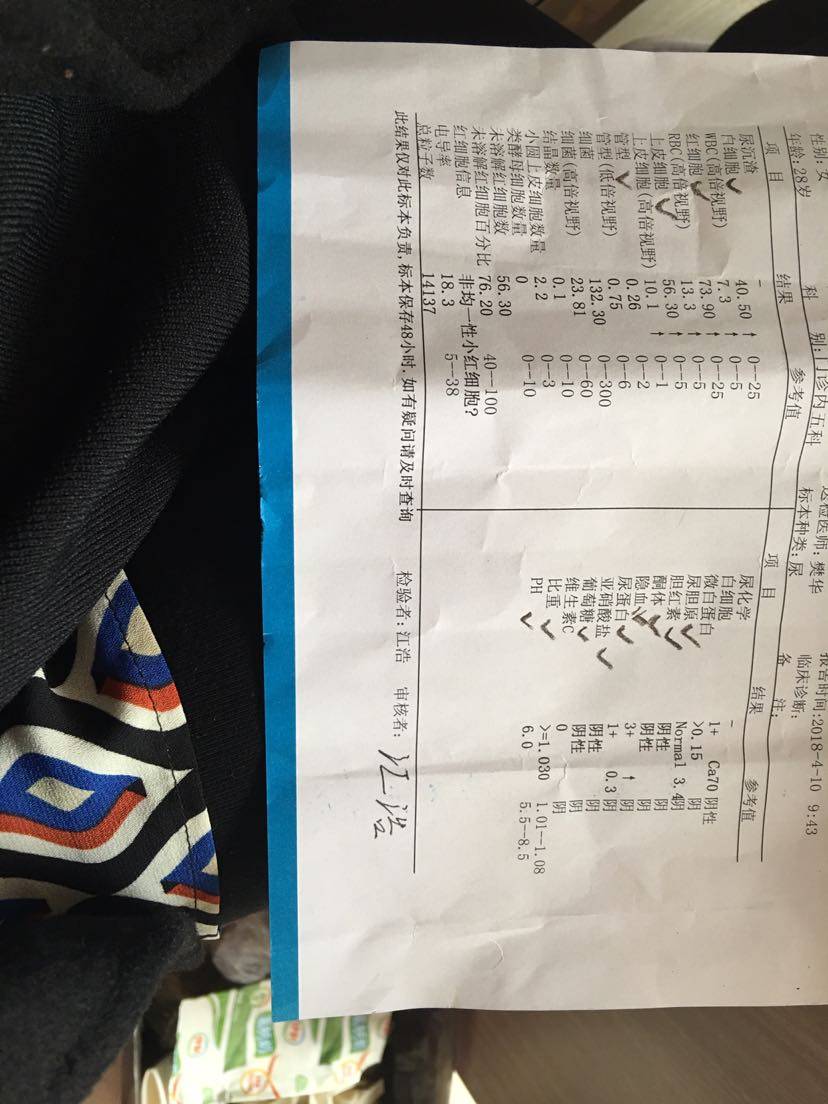 性别:女 科 别:门诊内五科 送检医师:樊华 报告时间:2018-4-10 9:43
年龄:28岁 标本种类:尿 临床诊断:
备 注:
项 目 结果 参考值 项 目 结果 参考值
尿沉渣 - 尿化学 -
白细胞 40.50 ↑ 0--25 白细胞 1+ Ca70 阴性
WBC(高倍视野) 7.3 ↑ 0--5 微白蛋白 >0.15
红细胞 73.90 ↑ 0--25 尿胆原 Normal 3.4阴
RBC(高倍视野) 13.3 ↑ 0--5 胆红素 阴性 阴
上皮细胞 56.30 ↑ 0--5 酮体 阴性 阴
上皮细胞(高倍视野) 10.1 ↑ 0--1 隐血 3+ ↑ 阴
管型 0.26 0--2 尿蛋白 1+ 0.3 阴
管型(低倍视野) 0.75 0--6 亚硝酸盐 阴性 阴
细菌 132.30 0--300 葡萄糖 阴性 阴
细菌(高倍视野) 23.81 0--60 维生素C 0 阴
结晶数量 0.1 0--10 比重 >=1.030 1.01--1.08
小圆上皮细胞数量 2.2 0--3 PH 6.0 5.5--8.5
类酵母细胞数量 0 0--10
未溶解红细胞数 56.30
未溶解红细胞百分比 76.20 40--100
红细胞信息 非均一性小红细胞?
电导率 18.3 5--38
总粒子数 14137
此结果仅对此标本负责,标本保存48小时.如有疑问请及时查询 检验者:江浩 审核者:江浩